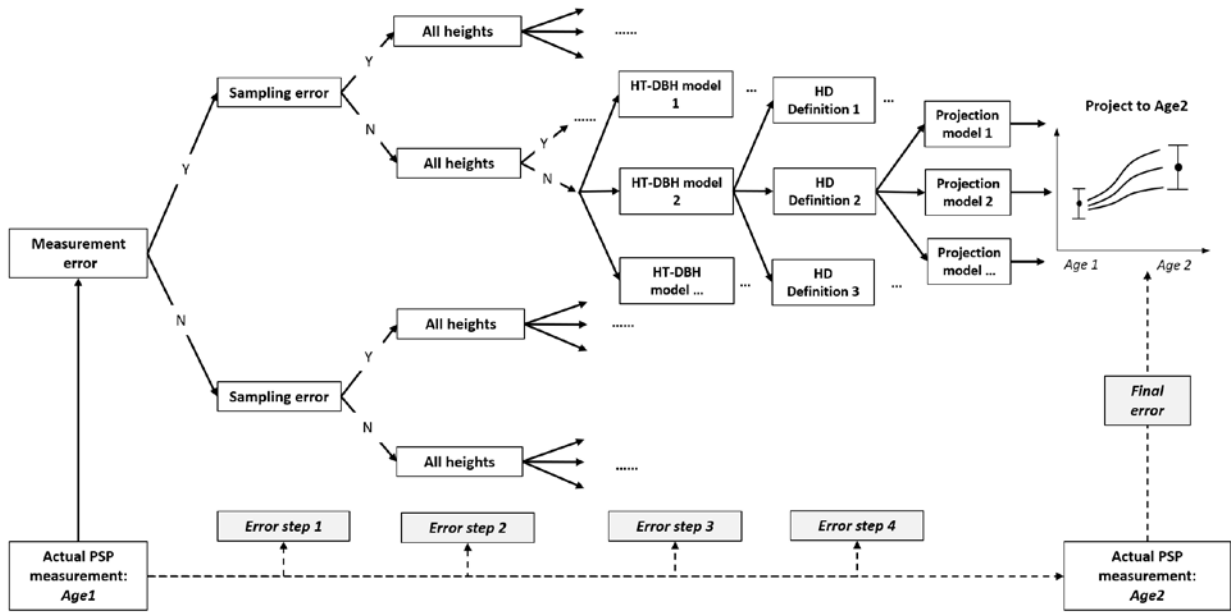 All heights
......
Y
Sampling error
N
All heights
Y
......
N
Y
HT-DBH model
1
...
HD
Definition 1
...
Projection
model 1
Project to Age2
HT-DBH model
2
HD
Definition 2
Projection
model 2
HT-DBH
model ...
...
HD
Definition 3
...
Projection
model ...
Age 1
Age 2
Measurement
error
N
All heights
......
Y
Sampling error
N
All heights
......
Final
error
Error step 1
Error step 2
Error step 3
Error step 4
Actual PSP
measurement:
Age1
Actual PSP
measurement:
Age2